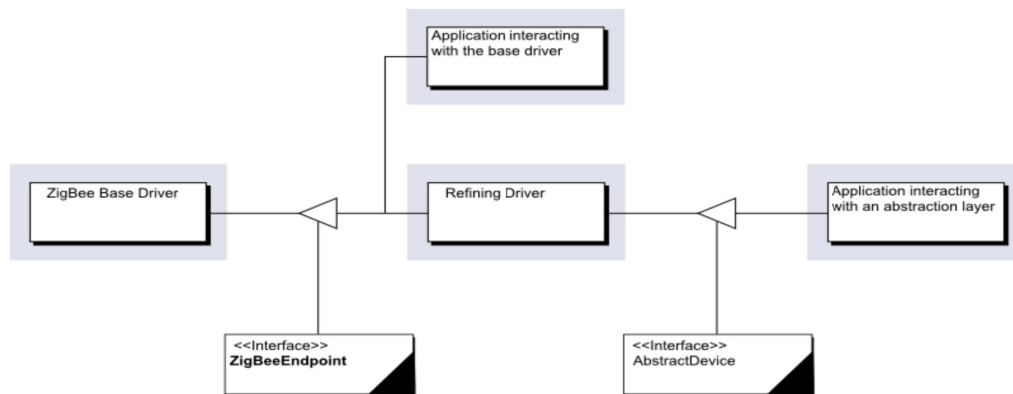 Application interacting
with the base driver
ZigBee Base Driver
Refining Driver
Application interacting
with an abstraction layer
<<Interface>>
ZigBeeEndpoint
<<Interface>>
AbstractDevice